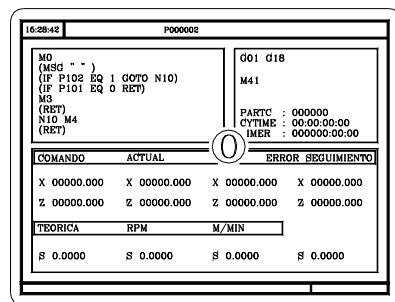 16:28:42 P000002
M0
(MSG " ")
(IF P102 EQ 1 GOTO N10)
(IF P101 EQ 0 RET)
M3
(RET)
N10 M4
(RET)
G01 G18
M41
PARTC : 000000
CYTIME : 00:00:00:00
TIMER : 000000:00:00
0
COMANDO ACTUAL ERROR SEGUIMIENTO
X 00000.000 X 00000.000 X 00000.000 X 00000.000
Z 00000.000 Z 00000.000 Z 00000.000 Z 00000.000
TEORICA RPM M/MIN
S 0.0000 S 0.0000 S 0.0000 S 0.0000